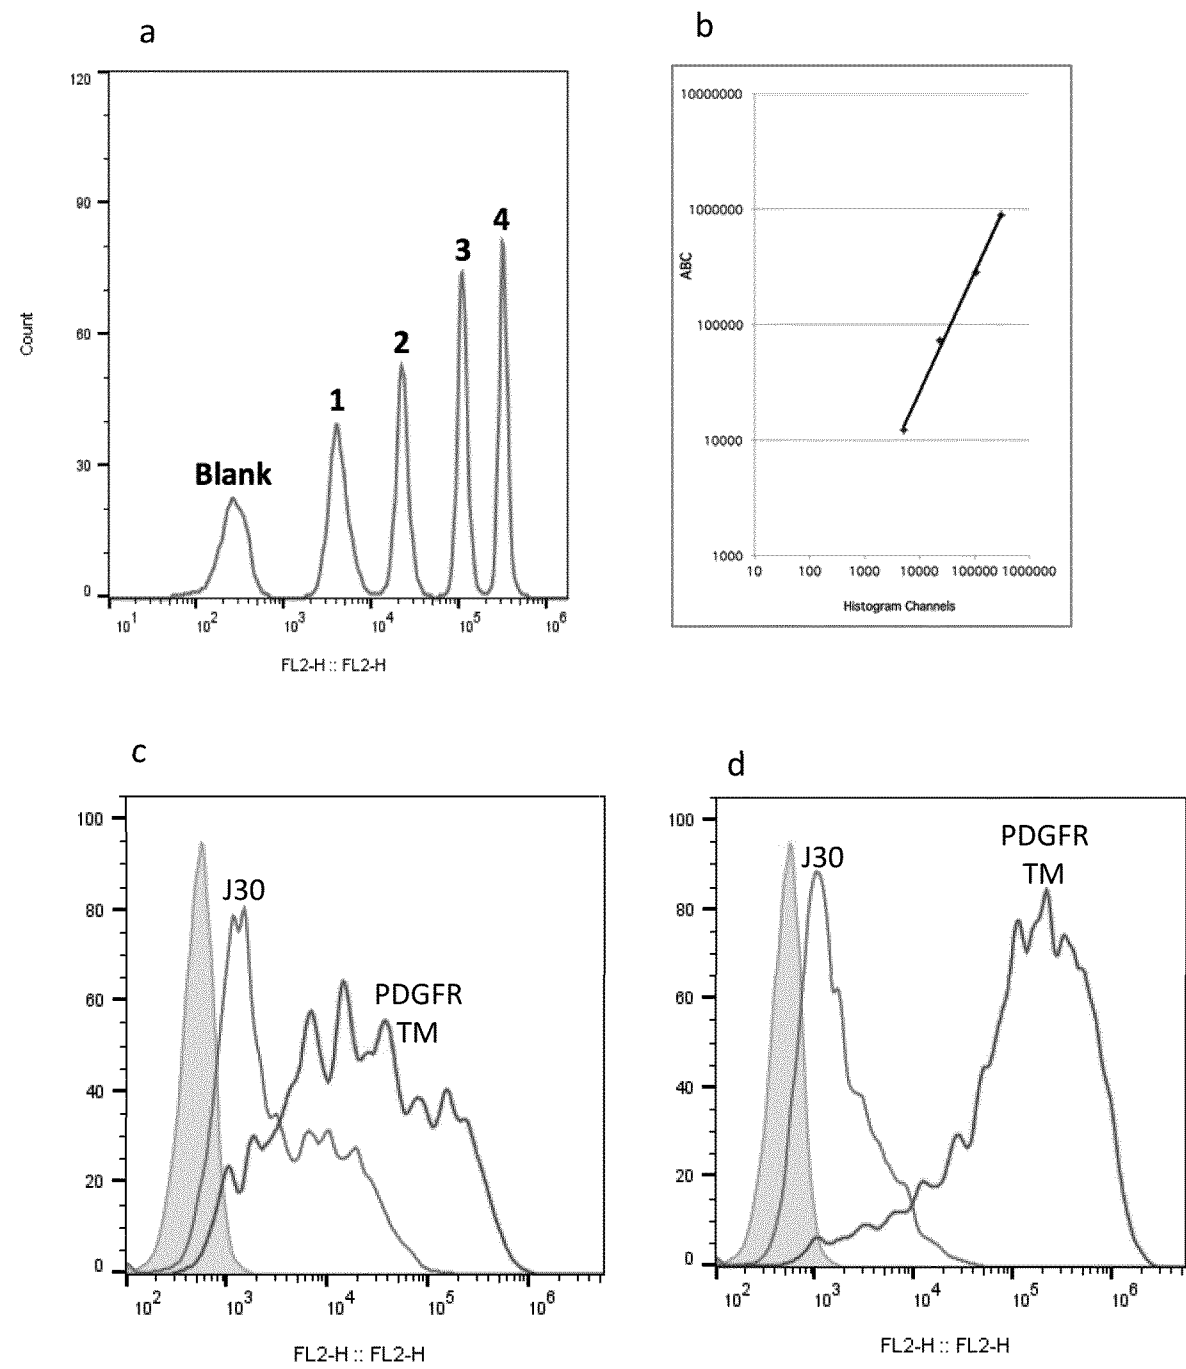 a
120
90
60
30
0
Count
Blank
1
2
3
4
10^1
10^2
10^3
10^4
10^5
10^6
FL2-H :: FL2-H
b
10000000
1000000
100000
10000
1000
ABC
10
100
1000
10000
100000
1000000
Histogram Channels
c
100
80
60
40
20
0
J30
PDGFR
TM
10^2
10^3
10^4
10^5
10^6
FL2-H :: FL2-H
d
100
80
60
40
20
0
J30
PDGFR
TM
10^2
10^3
10^4
10^5
10^6
FL2-H :: FL2-H